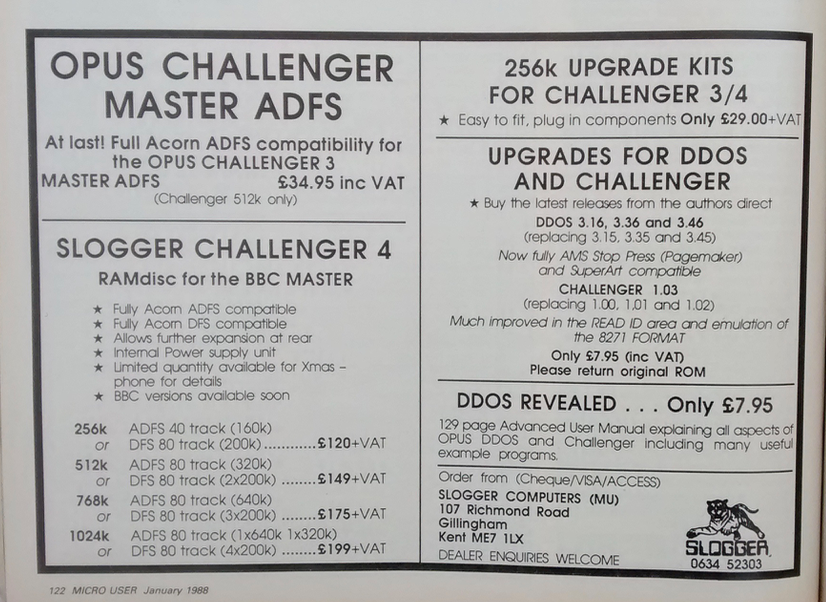 OPUS CHALLENGER
MASTER ADFS
At last! Full Acorn ADFS compatibility for
the OPUS CHALLENGER 3
MASTER ADFS £34.95 inc VAT
(Challenger 512k only)
SLOGGER CHALLENGER 4
RAMdisc for the BBC MASTER
★ Fully Acorn ADFS compatible
★ Fully Acorn DFS compatible
★ Allows further expansion at rear
★ Internal Power supply unit
★ Limited quantity available for Xmas –
phone for details
★ BBC versions available soon
256k ADFS 40 track (160k)
or DFS 80 track (200k)...........£120+VAT
512k ADFS 80 track (320k)
or DFS 80 track (2x200k) ........£149+VAT
768k ADFS 80 track (640k)
or DFS 80 track (3x200k) ........£175+VAT
1024k ADFS 80 track (1x640k 1x320k)
or DFS 80 track (4x200k) ........£199+VAT
256k UPGRADE KITS
FOR CHALLENGER 3/4
★ Easy to fit, plug in components Only £29.00+VAT
UPGRADES FOR DDOS
AND CHALLENGER
★ Buy the latest releases from the authors direct
DDOS 3.16, 3.36 and 3.46
(replacing 3.15, 3.35 and 3.45)
Now fully AMS Stop Press (Pagemaker)
and SuperArt compatible
CHALLENGER 1.03
(replacing 1.00, 1.01 and 1.02)
Much improved in the READ ID area and emulation of
the 8271 FORMAT
Only £7.95 (inc VAT)
Please return original ROM
DDOS REVEALED . . . Only £7.95
129 page Advanced User Manual explaining all aspects of
OPUS DDOS and Challenger including many useful
example programs.
Order from (Cheque/VISA/ACCESS)
SLOGGER COMPUTERS (MU)
107 Richmond Road
Gillingham
Kent ME7 1LX
DEALER ENQUIRIES WELCOME
SLOGGER
0634 52303
122 MICRO USER January 1988